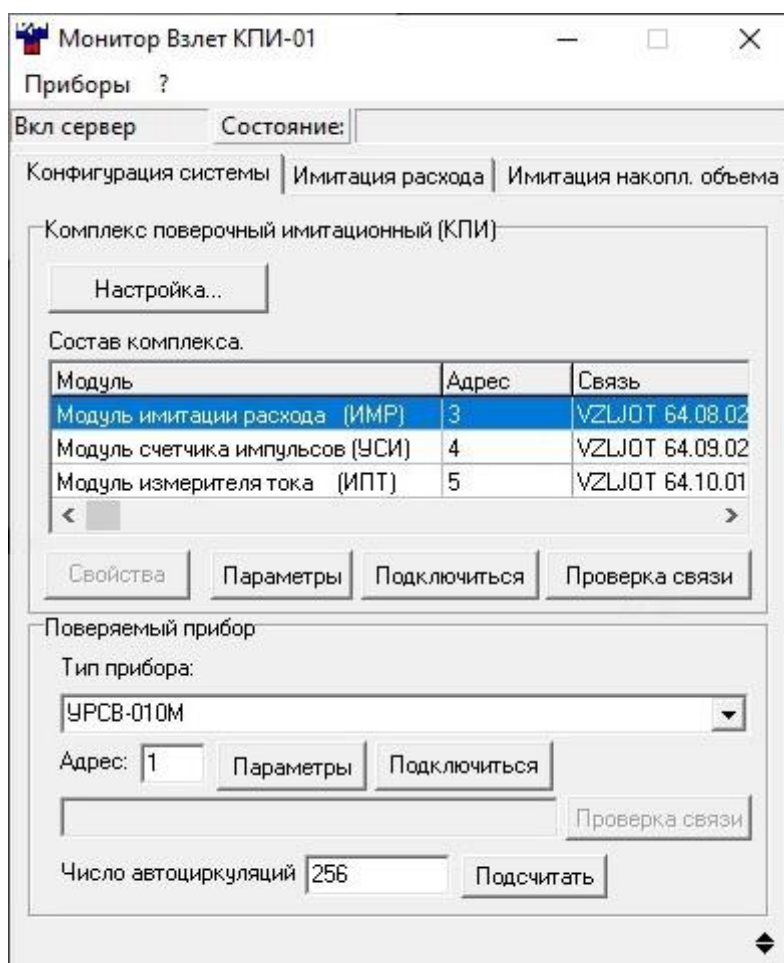 Монитор Взлет КПИ-01
Приборы ?
Вкл сервер Состояние:
Конфигурация системы Имитация расхода Имитация накопл. объема
Комплекс поверочный имитационный (КПИ)
Настройка...
Состав комплекса.
Модуль Адрес Связь
Модуль имитации расхода (ИМР) 3 VZLJOT 64.08.02
Модуль счетчика импульсов (УСИ) 4 VZLJOT 64.09.02
Модуль измерителя тока (ИПТ) 5 VZLJOT 64.10.01
Свойства Параметры Подключиться Проверка связи
Поверяемый прибор
Тип прибора:
УРСВ-010М
Адрес: 1 Параметры Подключиться
Проверка связи
Число автоциркуляций 256 Подсчитать